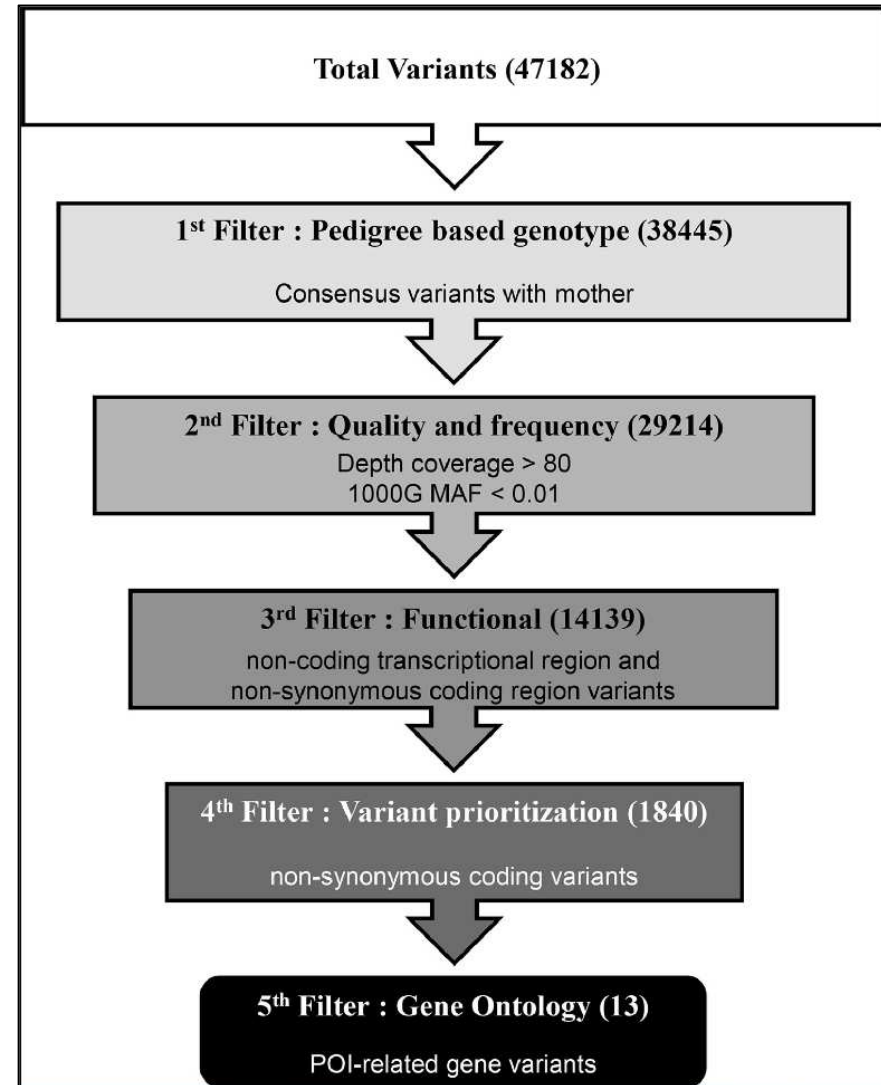 Total Variants (47182)
1st Filter : Pedigree based genotype (38445)
Consensus variants with mother
2nd Filter : Quality and frequency (29214)
Depth coverage > 80
1000G MAF < 0.01
3rd Filter : Functional (14139)
non-coding transcriptional region and
non-synonymous coding region variants
4th Filter : Variant prioritization (1840)
non-synonymous coding variants
5th Filter : Gene Ontology (13)
POI-related gene variants